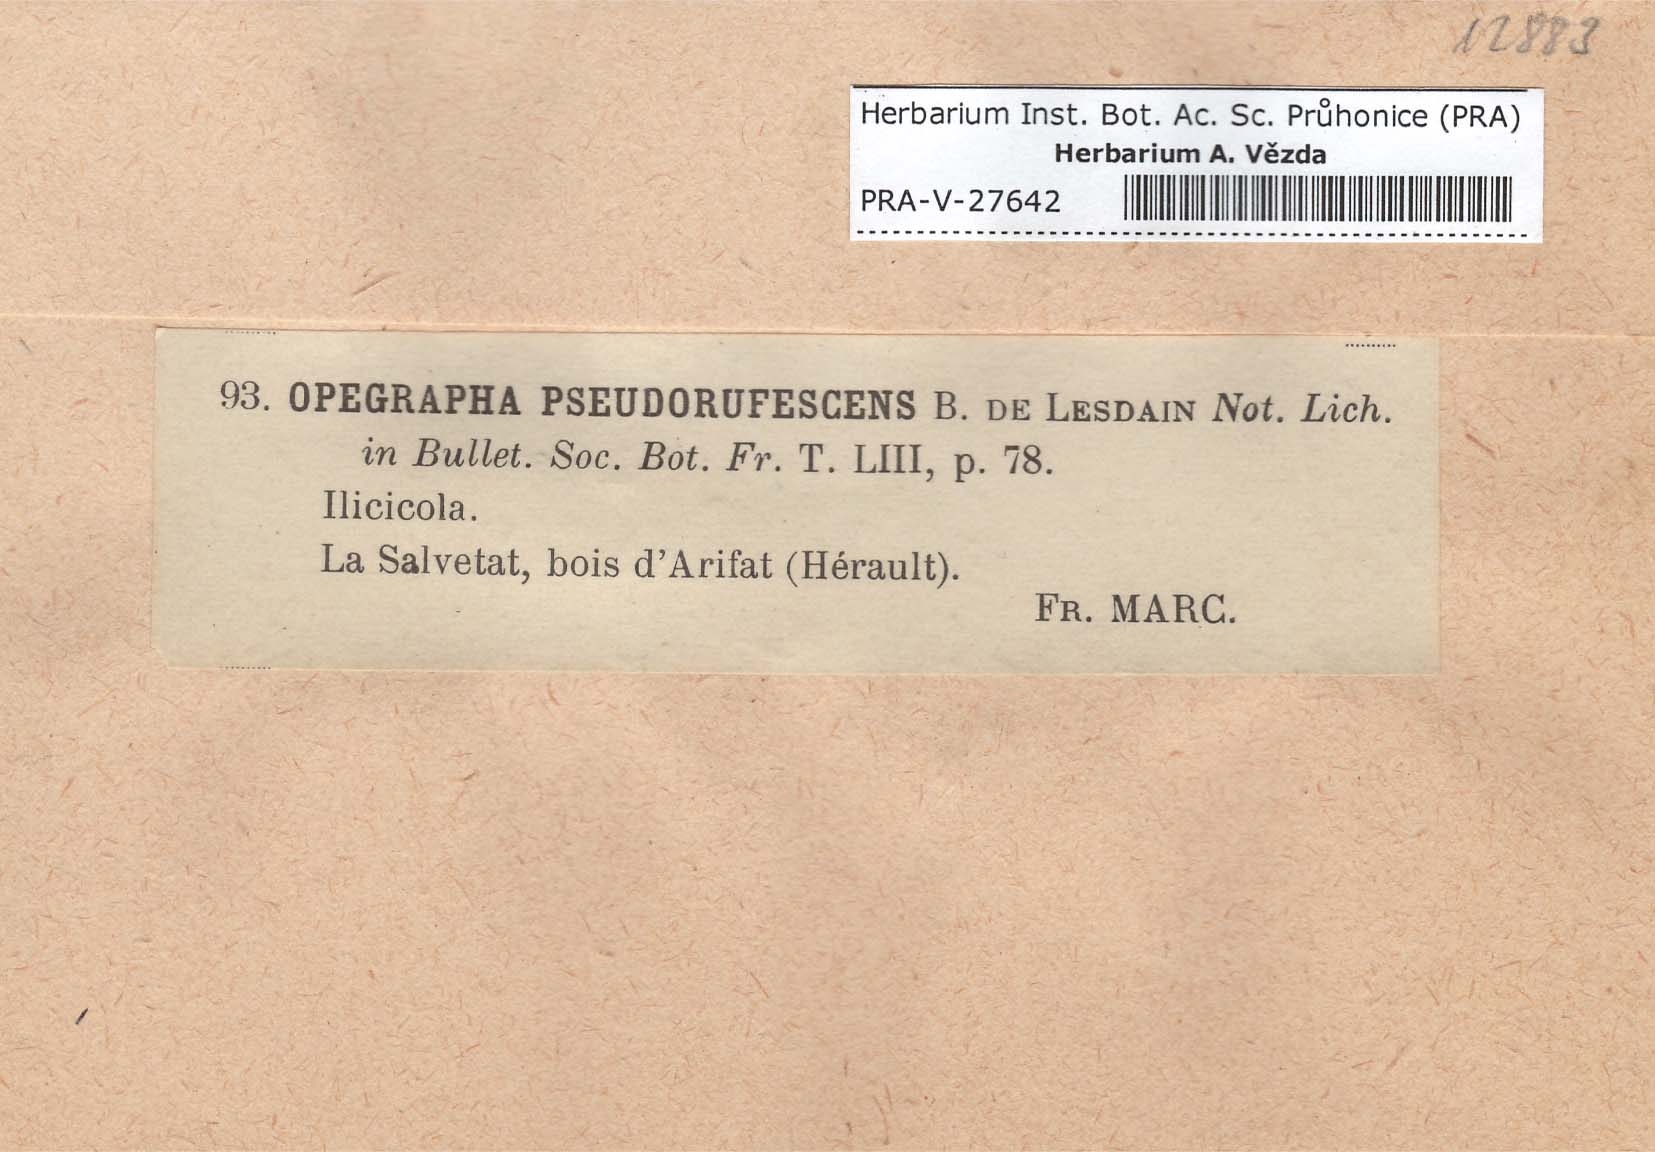 12883
Herbarium Inst. Bot. Ac. Sc. Průhonice (PRA)
Herbarium A. Vězda
PRA-V-27642
93. OPEGRAPHA PSEUDORUFESCENS B. DE LESDAIN Not. Lich.
in Bullet. Soc. Bot. Fr. T. LIII, p. 78.
Ilicicola.
La Salvetat, bois d'Arifat (Hérault).
FR. MARC.